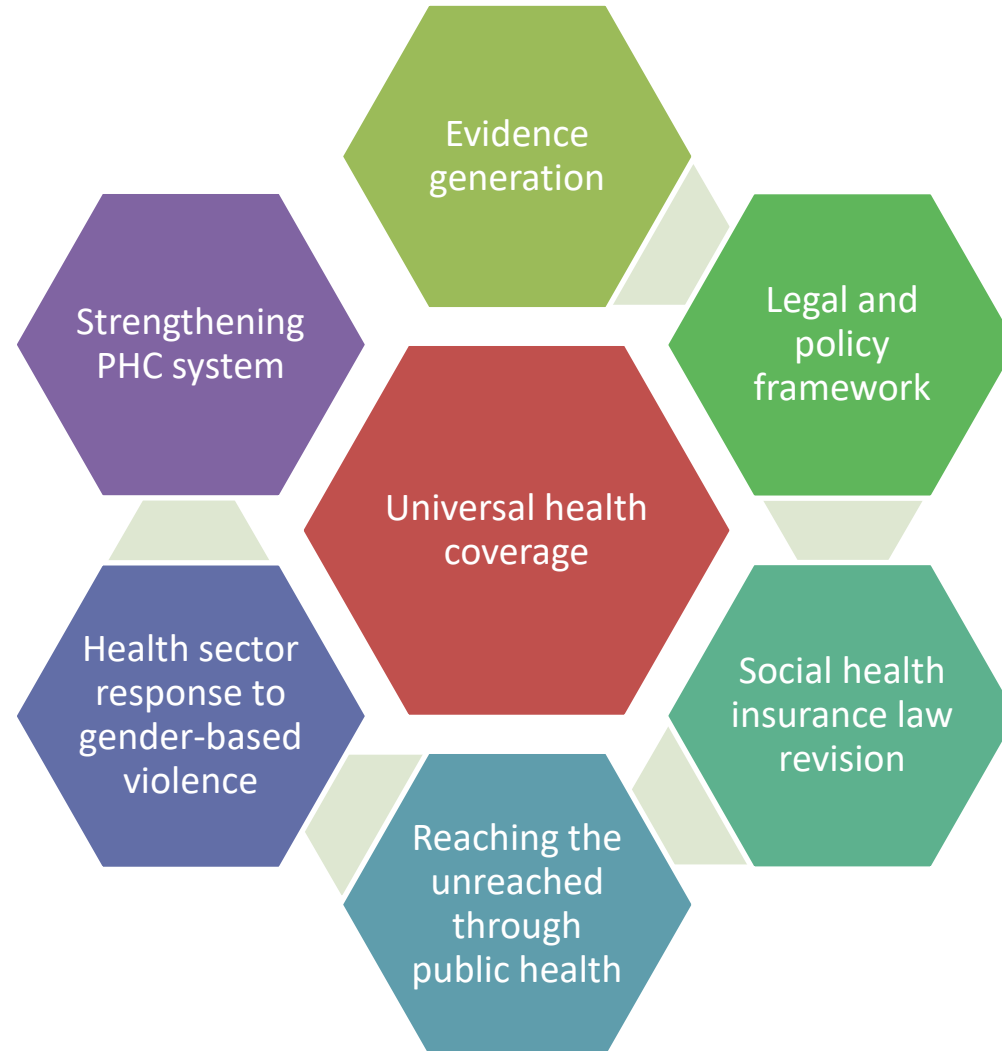 Evidence
generation
Legal and
policy
framework
Social health
insurance law
revision
Reaching the
unreached
through
public health
Health sector
response to
gender-based
violence
Strengthening
PHC system
Universal health
coverage